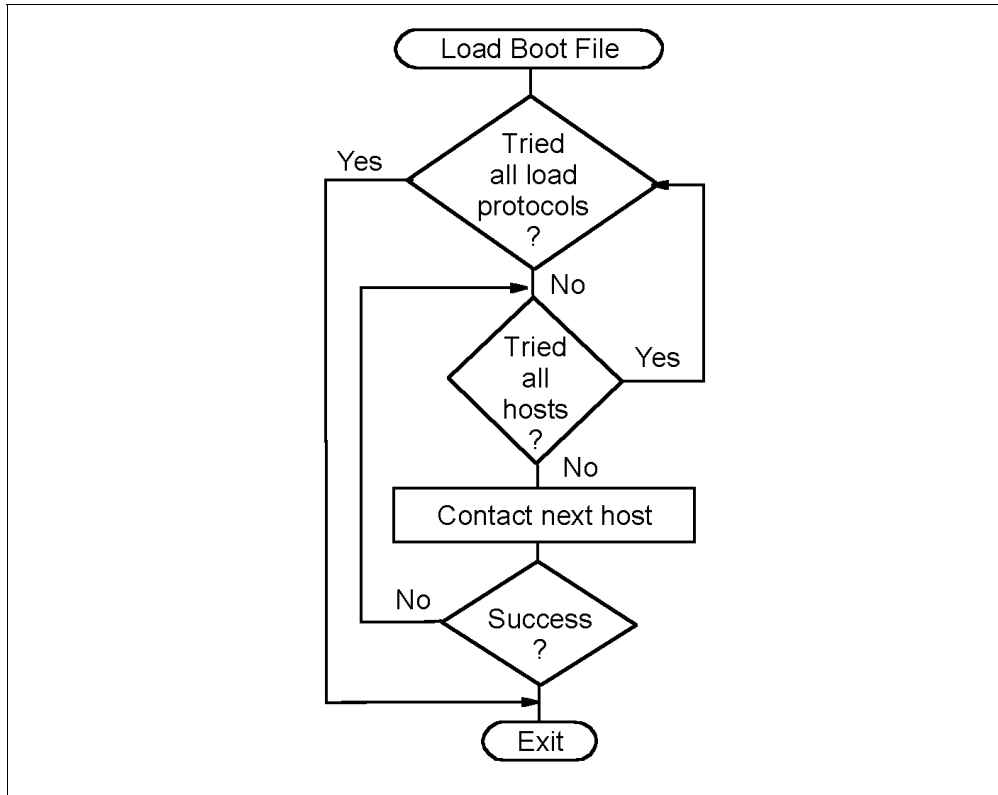 Load Boot File
Tried
all load
protocols
?
Yes
No
Tried
all
hosts
?
Yes
No
Contact next host
No
Success
?
Exit